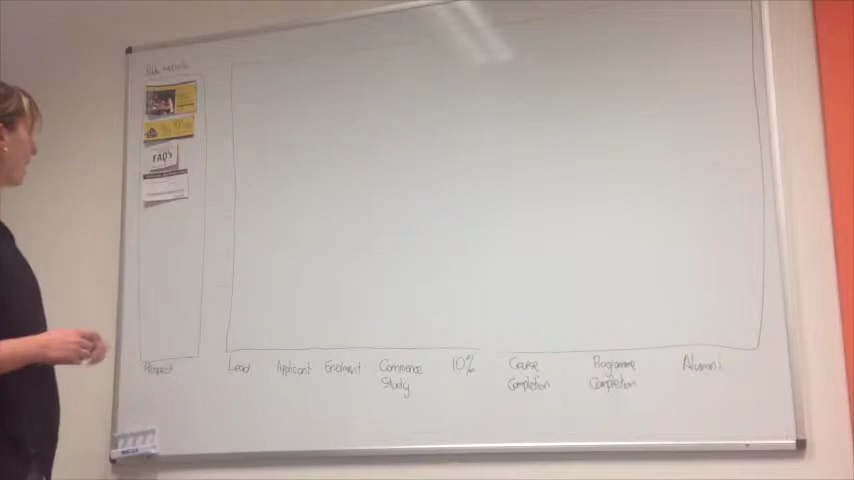 FAQ's
Prospect
Lead
Applicant
Enrolment
Commence
Study
10%
Course
Completion
Programme
Completion
Alumni